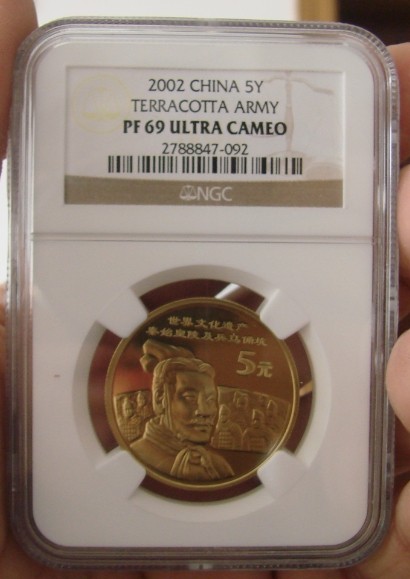 2002 CHINA 5Y
TERRACOTTA ARMY
PF 69 ULTRA CAMEO
2788847-092
NGC
世界文化遗产
秦始皇陵及兵马俑坑
5元